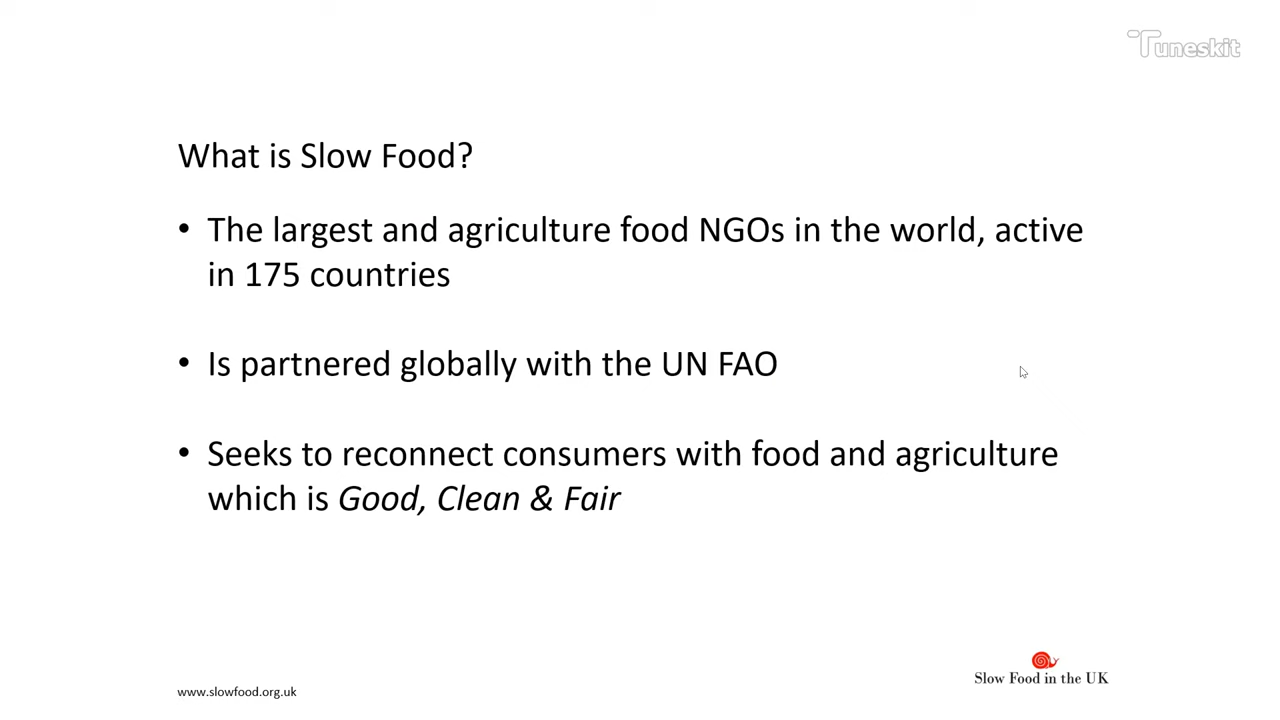 Tuneskit
What is Slow Food?
• The largest and agriculture food NGOs in the world, active
in 175 countries
• Is partnered globally with the UN FAO
• Seeks to reconnect consumers with food and agriculture
which is Good, Clean & Fair
Slow Food in the UK
www.slowfood.org.uk